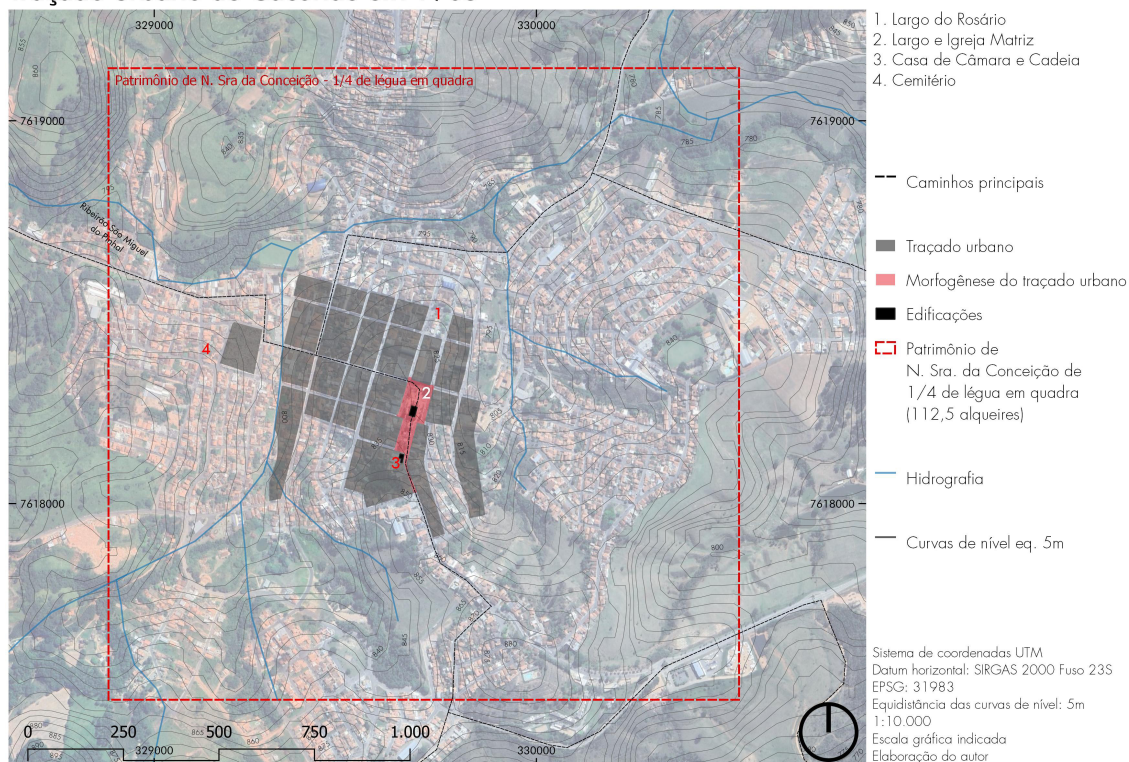 329000
330000
Patrimônio de N. Sra da Conceição - 1/4 de légua em quadra
7619000
7619000
Ribeirão São Miguel
do Pinhal
1
2
3
4
7618000
7618000
0 250 500 750 1.000
329000
330000
1. Largo do Rosário
2. Largo e Igreja Matriz
3. Casa de Câmara e Cadeia
4. Cemitério
Caminhos principais
Traçado urbano
Morfogênese do traçado urbano
Edificações
Patrimônio de
N. Sra. da Conceição de
1/4 de légua em quadra
(112,5 alqueires)
Hidrografia
Curvas de nível eq. 5m
Sistema de coordenadas UTM
Datum horizontal: SIRGAS 2000 Fuso 23S
EPSG: 31983
Equidistância das curvas de nível: 5m
1:10.000
Escala gráfica indicada
Elaboração do autor